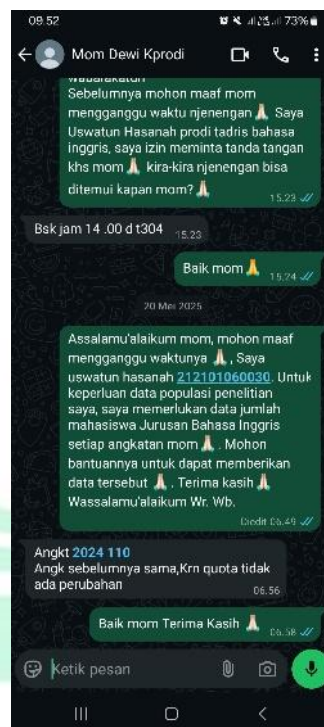 09.52
73%
Mom Dewi Kprodi
wabarakatuh
Sebelumnya mohon maaf mom
mengganggu waktu njenengan 🙏 Saya
Uswatun Hasanah prodi tadris bahasa
inggris, saya izin meminta tanda tangan
khs mom 🙏 kira-kira njenengan bisa
ditemui kapan mom? 🙏
15.23
Bsk jam 14 .00 d t304
15.23
Baik mom 🙏
15.24
20 Mei 2025
Assalamu'alaikum mom, mohon maaf
mengganggu waktunya 🙏, Saya
uswatun hasanah 212101060030. Untuk
keperluan data populasi penelitian
saya, saya memerlukan data jumlah
mahasiswa Jurusan Bahasa Inggris
setiap angkatan mom 🙏 . Mohon
bantuannya untuk dapat memberikan
data tersebut 🙏 . Terima kasih 🙏
Wassalamu'alaikum Wr. Wb.
Diedit 06.49
Angkt 2024 110
Angk sebelumnya sama,Krn quota tidak
ada perubahan
06.56
Baik mom Terima Kasih 🙏
06.58
Ketik pesan